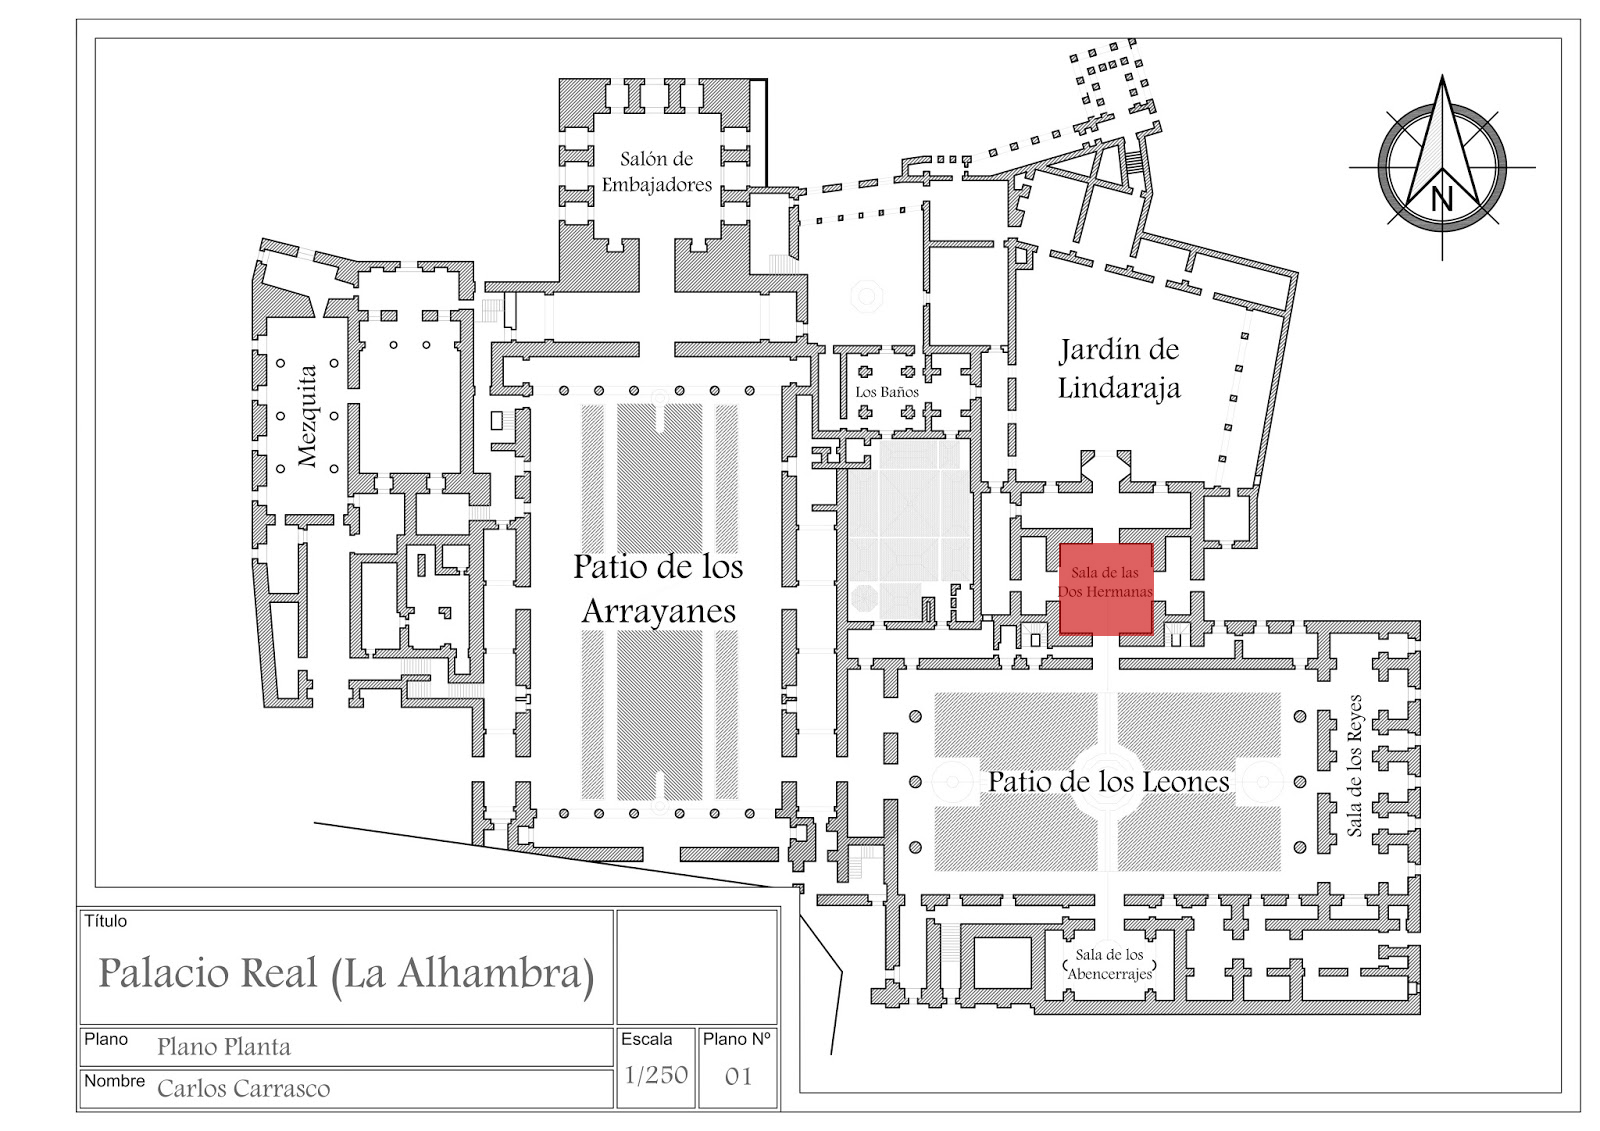 Salón de
Embajadores
N
Mezquita
Los Baños
Jardín de
Lindaraja
Patio de los
Arrayanes
Sala de las
Dos Hermanas
Patio de los Leones
Sala de los Reyes
Sala de los
Abencerrajes
Título
Palacio Real (La Alhambra)
Plano Plano Planta
Escala
1/250
Plano Nº
01
Nombre Carlos Carrasco